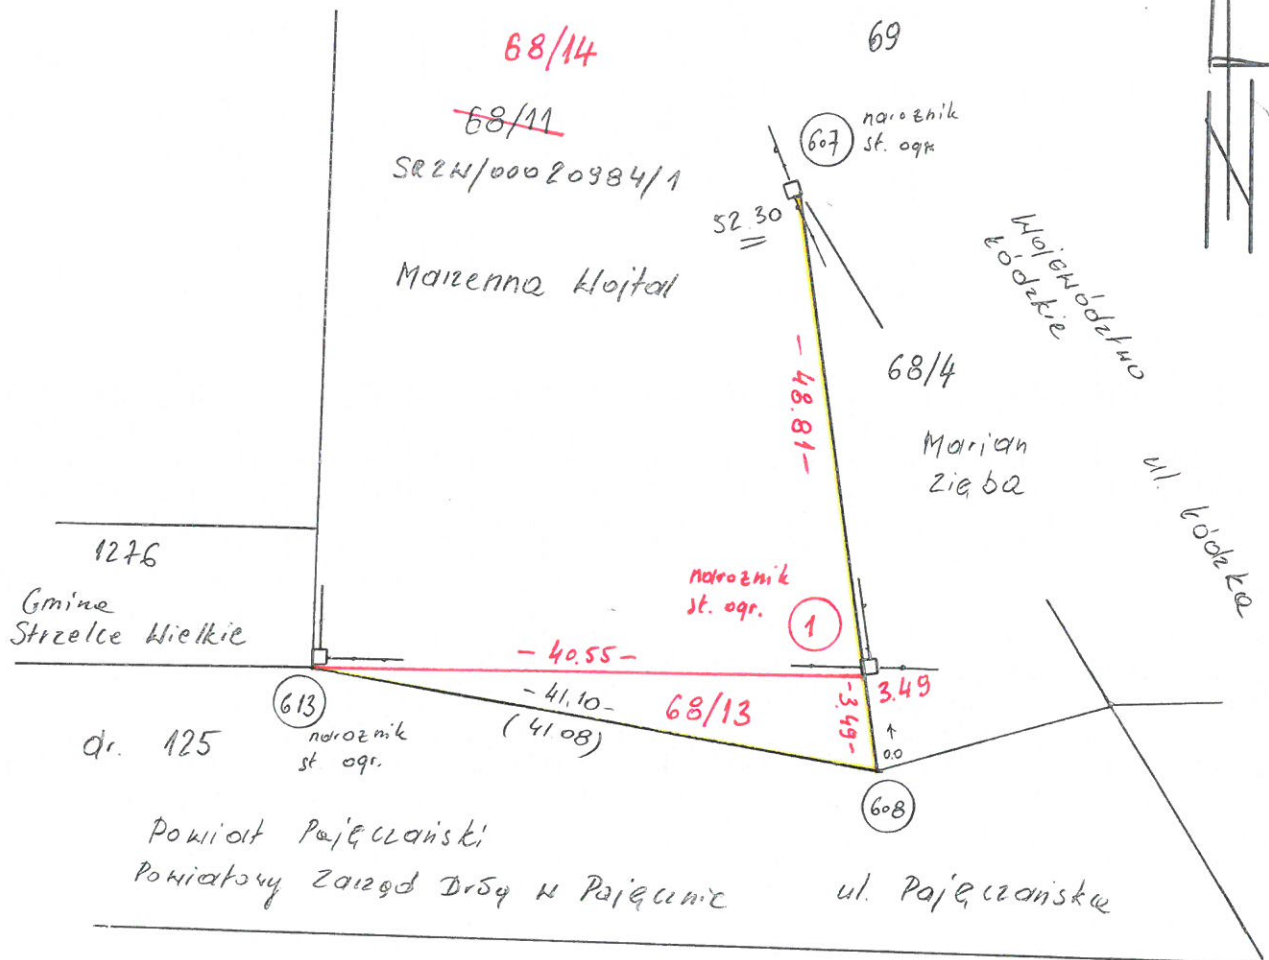 68/14
69
68/11
SR2W/00020984/1
607
narożnik
st. ogr.
52.30
Marzenna Wojtal
Województwo
Łódzkie
- 48.81 -
68/4
Marian
Zięba
ul. Łódzka
1276
Gmina
Strzelce Wielkie
narożnik
st. ogr.
1
- 40.55 -
3.49
- 41.10 -
(41.08)
68/13
- 3.49 -
0.0
613
narożnik
st. ogr.
dr. 125
608
Powiat Pajęczański
Powiatowy Zarząd Dróg w Pajęcznie
ul. Pajęczańska